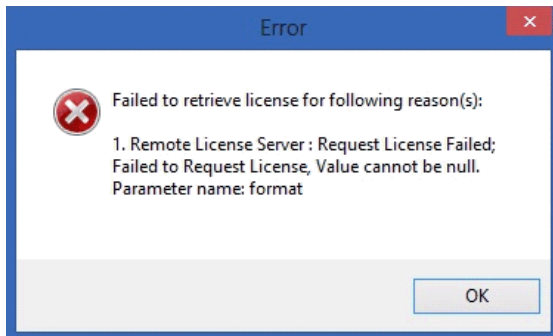 Error
Failed to retrieve license for following reason(s):
1. Remote License Server : Request License Failed;
Failed to Request License, Value cannot be null.
Parameter name: format
OK